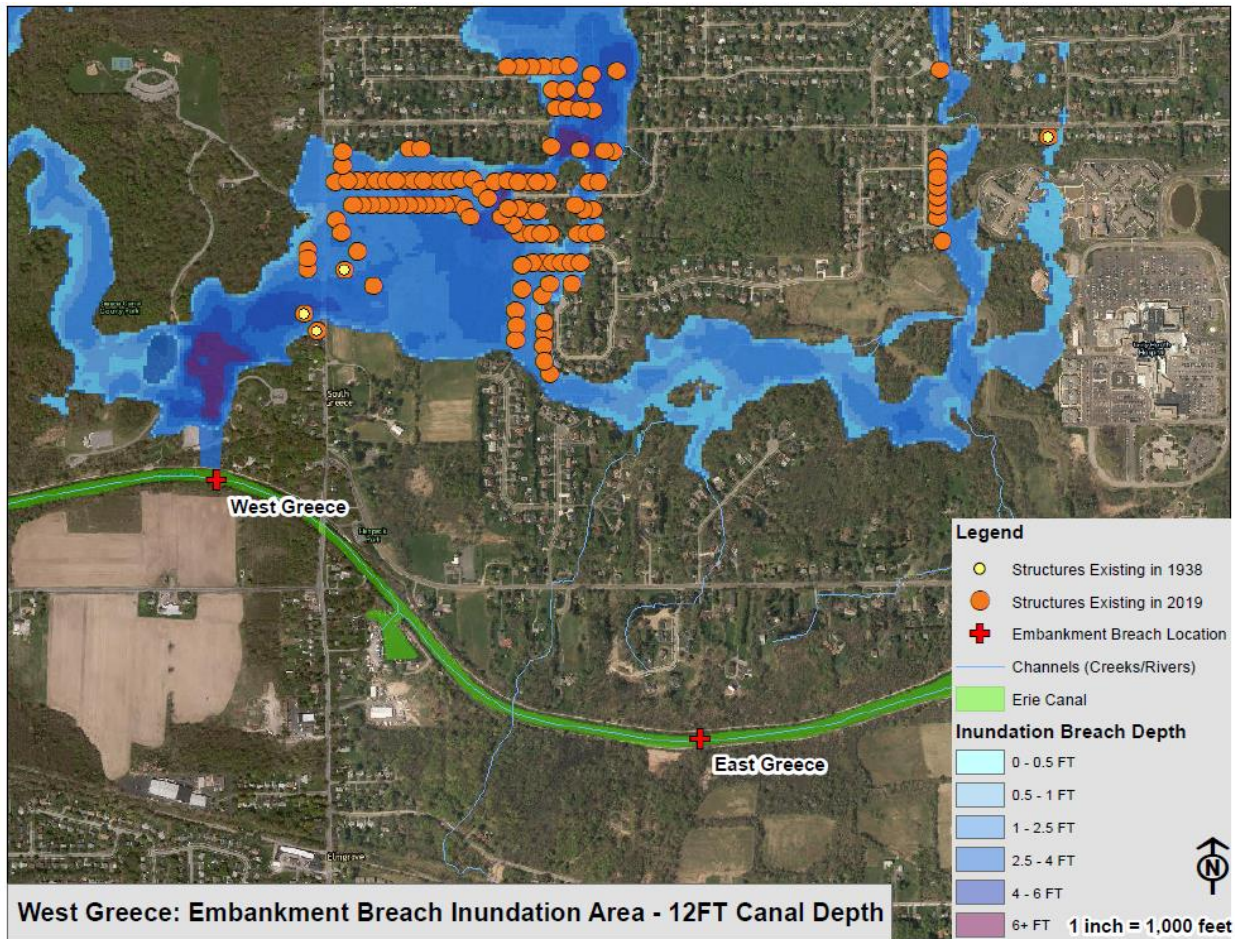 South
Greece
West Greece
East Greece
Elmgrove
Legend
Structures Existing in 1938
Structures Existing in 2019
Embankment Breach Location
Channels (Creeks/Rivers)
Erie Canal
Inundation Breach Depth
0 - 0.5 FT
0.5 - 1 FT
1 - 2.5 FT
2.5 - 4 FT
4 - 6 FT
6+ FT
1 inch = 1,000 feet
N
West Greece: Embankment Breach Inundation Area - 12FT Canal Depth